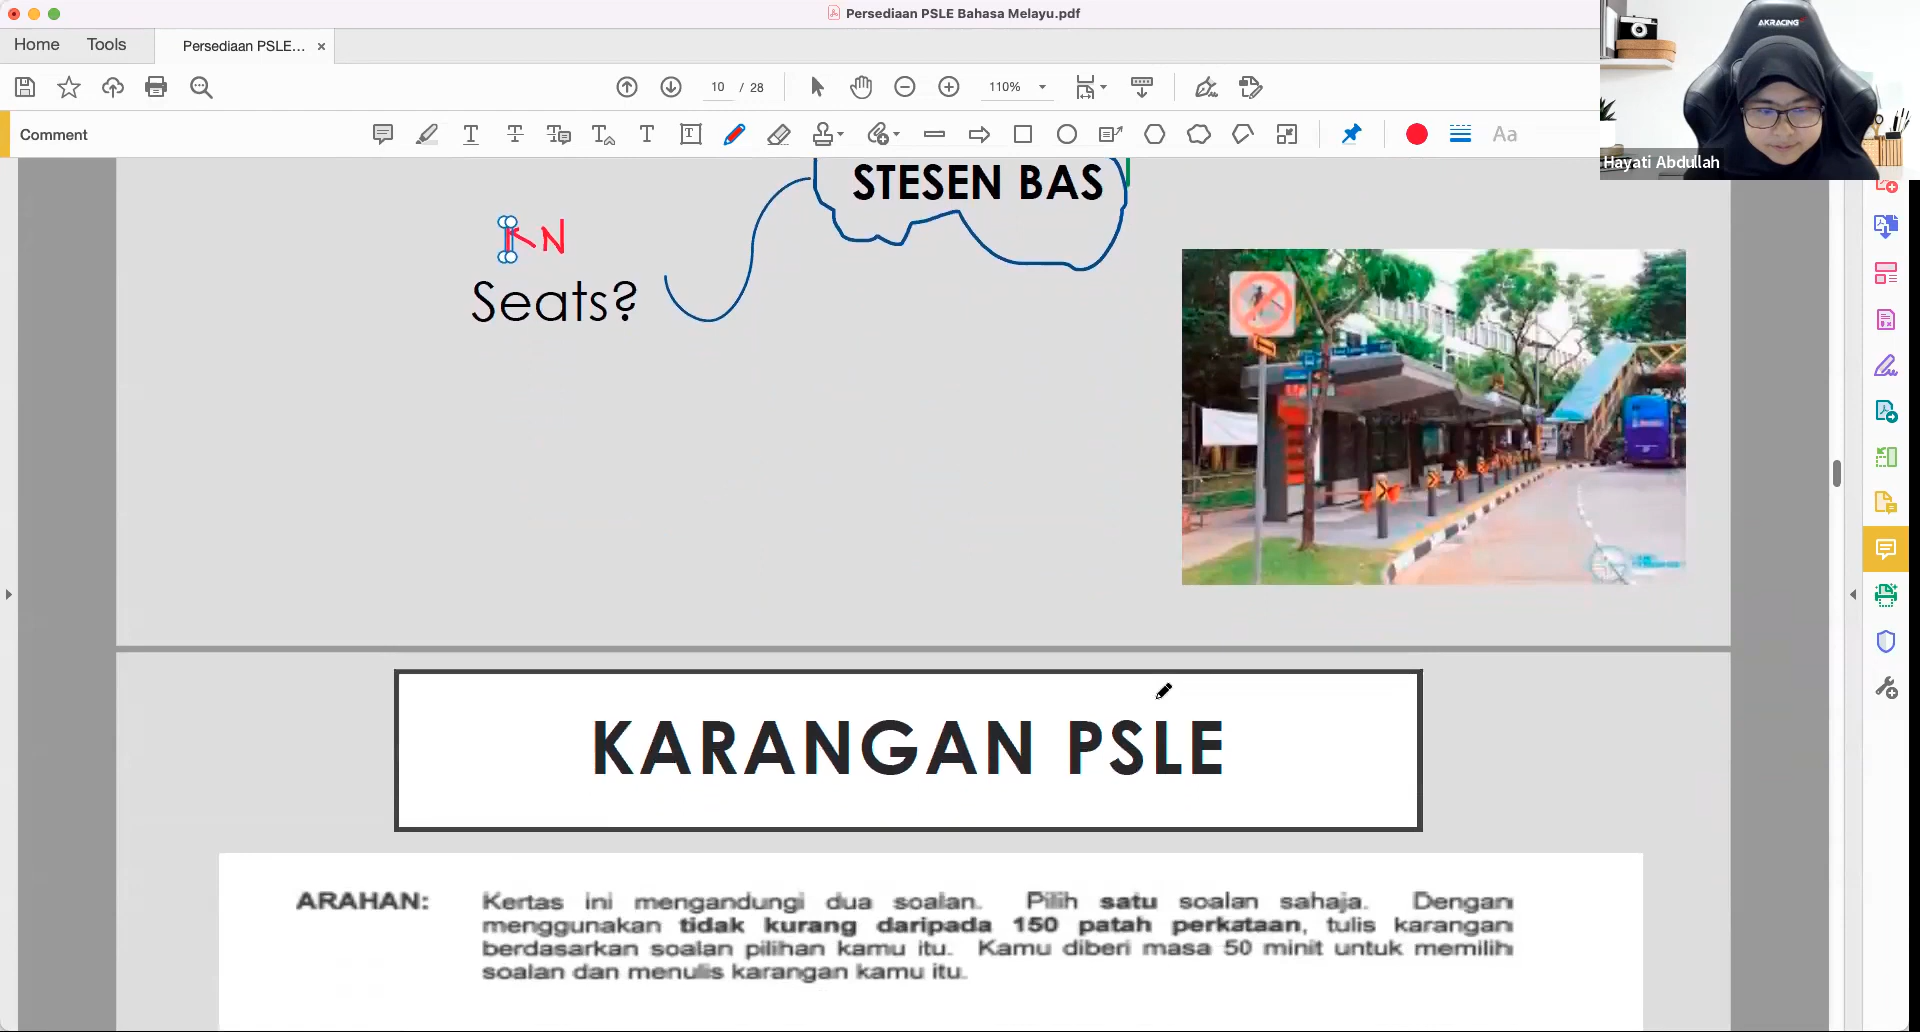 Persediaan PSLE Bahasa Melayu.pdf
Home
Tools
Persediaan PSLE...
10 / 28
110%
Comment
Aa
AKRACING
Hayati Abdullah
STESEN BAS
KN
Seats?
KARANGAN PSLE
ARAHAN: Kertas ini mengandungi dua soalan. Pilih satu soalan sahaja. Dengan
menggunakan tidak kurang daripada 150 patah perkataan, tulis karangan
berdasarkan soalan pilihan kamu itu. Kamu diberi masa 50 minit untuk memilih
soalan dan menulis karangan kamu itu.